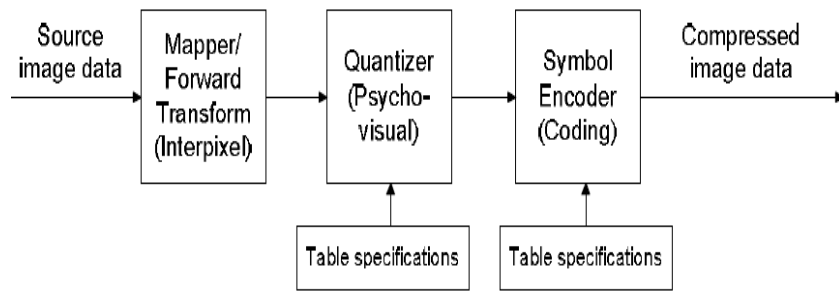 Source
image data
Mapper/
Forward
Transform
(Interpixel)
Quantizer
(Psycho-
visual)
Symbol
Encoder
(Coding)
Compressed
image data
Table specifications
Table specifications